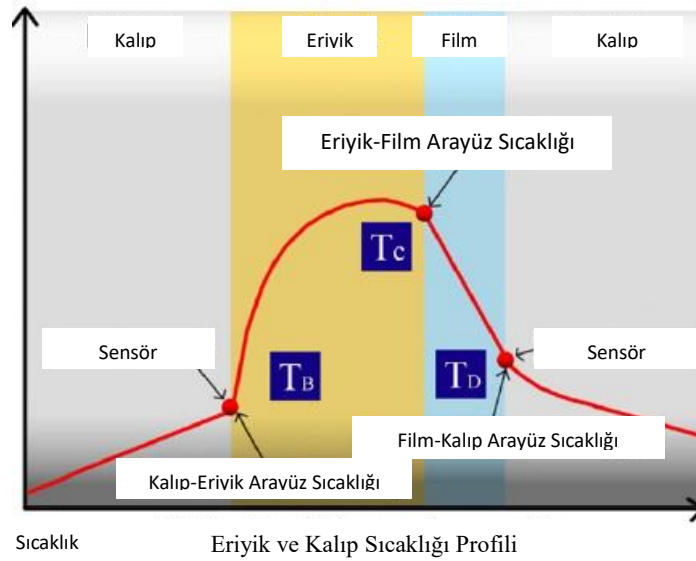 Kalıp Eriyik Film Kalıp
Eriyik-Film Arayüz Sıcaklığı
Tc
Sensör Sensör
TB TD
Film-Kalıp Arayüz Sıcaklığı
Kalıp-Eriyik Arayüz Sıcaklığı
Sıcaklık Eriyik ve Kalıp Sıcaklığı Profili